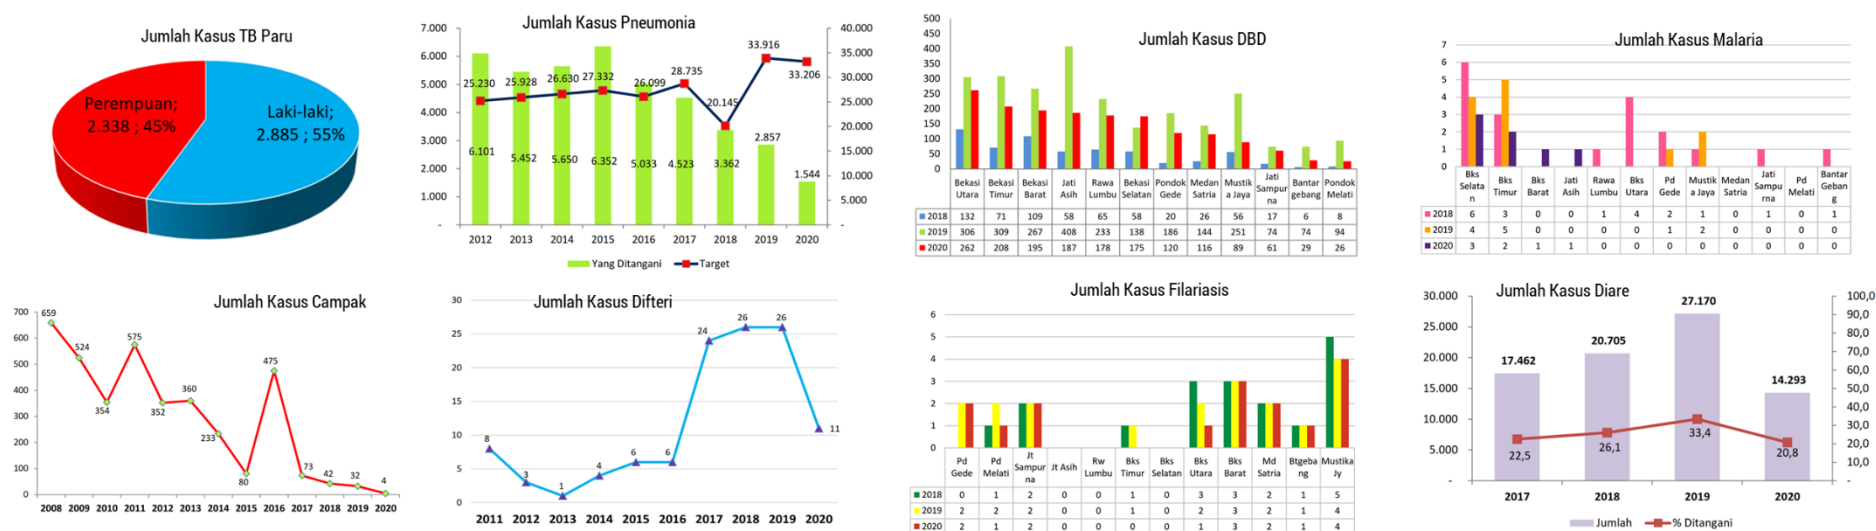 Jumlah Kasus TB Paru
Perempuan;
2.338 ; 45%
Laki-laki;
2.885 ; 55%
Jumlah Kasus Pneumonia
7.000
6.000
5.000
4.000
3.000
2.000
1.000
-
40.000
35.000
30.000
25.000
20.000
15.000
10.000
5.000
-
25.230 25.928 26.630 27.332 26.099 28.735 20.145 33.916 33.206
6.101 5.452 5.650 6.352 5.033 4.523 3.362 2.857 1.544
2012 2013 2014 2015 2016 2017 2018 2019 2020
Yang Ditangani Target
Jumlah Kasus DBD
500
450
400
350
300
250
200
150
100
50
0
Bekasi Utara Bekasi Timur Bekasi Barat Jati Asih Rawa Lumbu Bekasi Selatan Pondok Gede Medan Satria Mustik a Jaya Jati Sampur na Bantar gebang Pondok Melati
2018 132 71 109 58 65 58 20 26 56 17 6 8
2019 306 309 267 408 233 138 186 144 251 74 74 94
2020 262 208 195 187 178 175 120 116 89 61 29 26
Jumlah Kasus Malaria
7
6
5
4
3
2
1
0
Bks Selata n Bks Timur Bks Barat Jati Asih Rawa Lumbu Bks Utara Pd Gede Mustik a Jaya Medan Satria Jati Sampu rna Pd Melati Bantar Geban g
2018 6 3 0 0 1 4 2 1 0 1 0 1
2019 4 5 0 0 0 0 1 2 0 0 0 0
2020 3 2 1 1 0 0 0 0 0 0 0 0
Jumlah Kasus Campak
700
600
500
400
300
200
100
0
659 524 354 575 352 360 233 80 475 73 42 32 4
2008 2009 2010 2011 2012 2013 2014 2015 2016 2017 2018 2019 2020
Jumlah Kasus Difteri
30
25
20
15
10
5
0
8 3 1 4 6 6 24 26 26 11
2011 2012 2013 2014 2015 2016 2017 2018 2019 2020
Jumlah Kasus Filariasis
6
5
4
3
2
1
0
Pd Gede Pd Melati Jt Sampur na Jt Asih Rw Lumbu Bks Timur Bks Selatan Bks Utara Bks Barat Md Satria Btgeba ng Mustika Jy
2018 0 1 2 0 0 1 0 3 3 2 1 5
2019 2 2 2 0 0 1 0 2 3 2 1 4
2020 2 1 2 0 0 0 0 1 3 2 1 4
Jumlah Kasus Diare
30.000
25.000
20.000
15.000
10.000
5.000
-
100,0
90,0
80,0
70,0
60,0
50,0
40,0
30,0
20,0
10,0
-
17.462 20.705 27.170 14.293
22,5 26,1 33,4 20,8
2017 2018 2019 2020
Jumlah % Ditangani